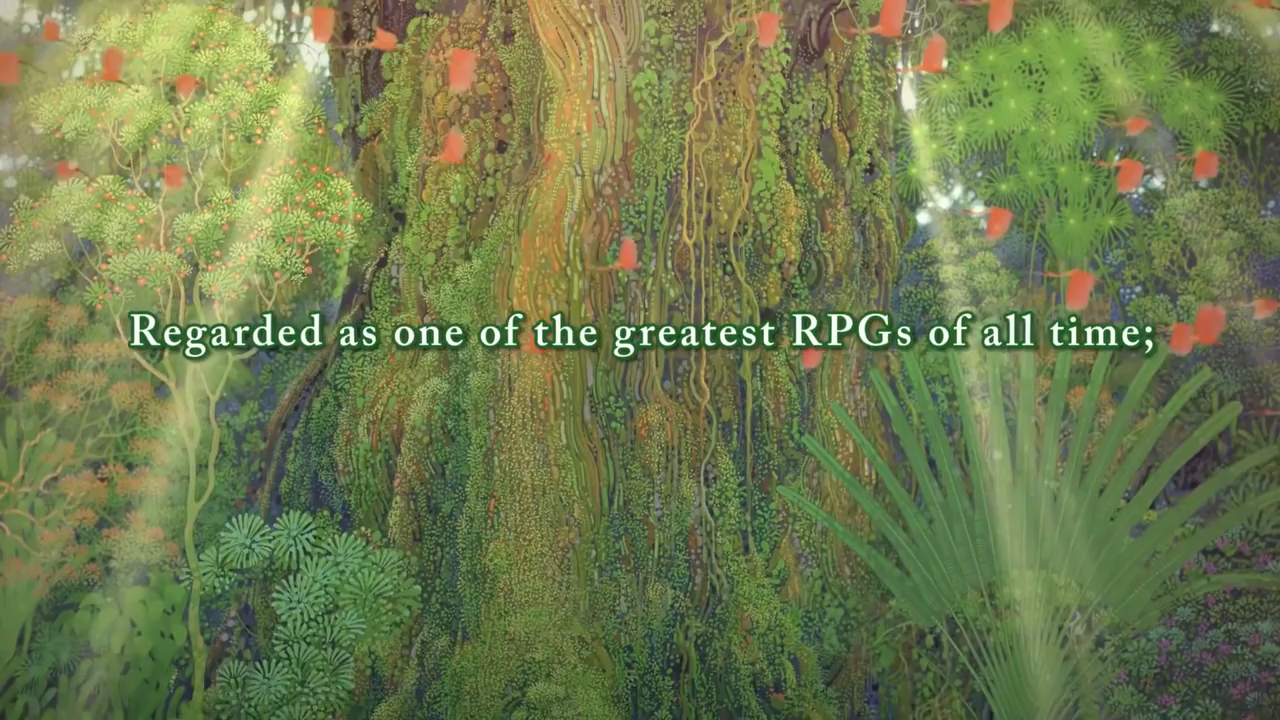 Regarded as one of the greatest RPGs of all time;